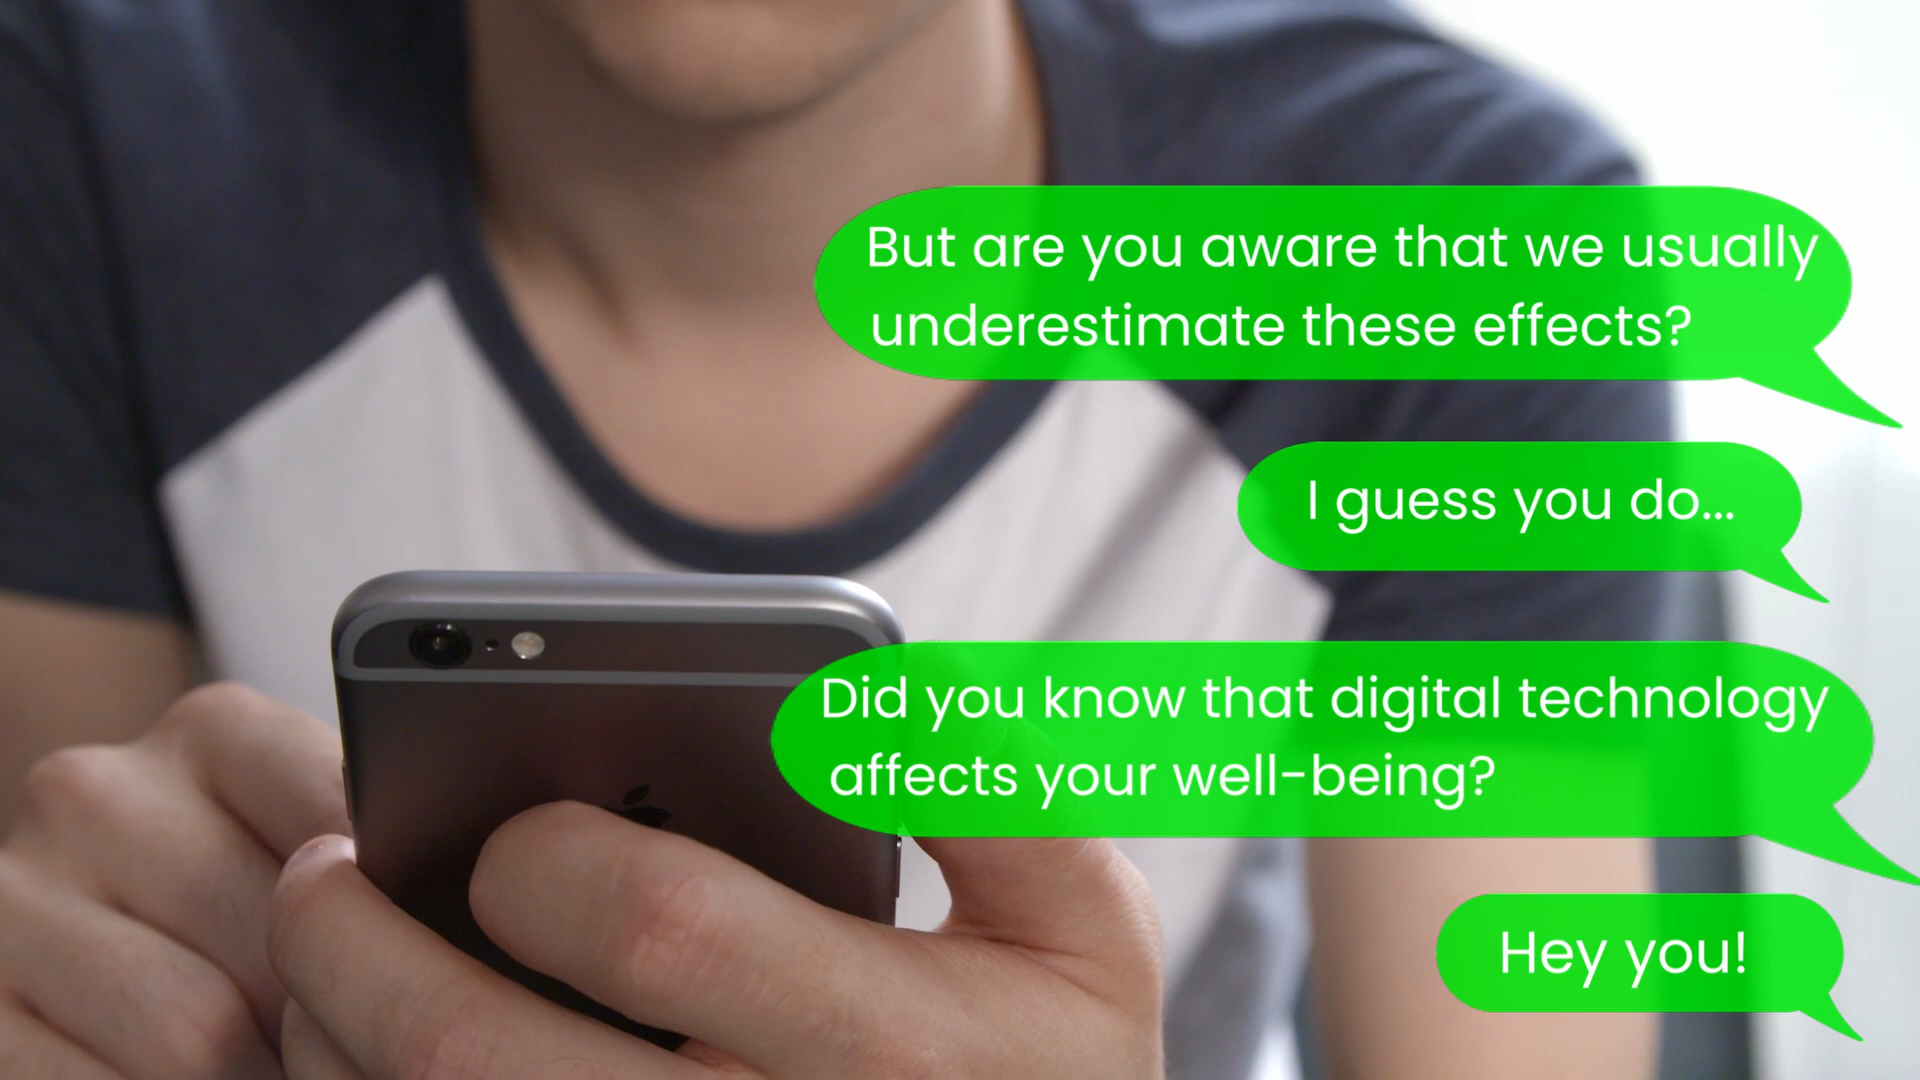 But are you aware that we usually
underestimate these effects?
I guess you do...
Did you know that digital technology
affects your well-being?
Hey you!